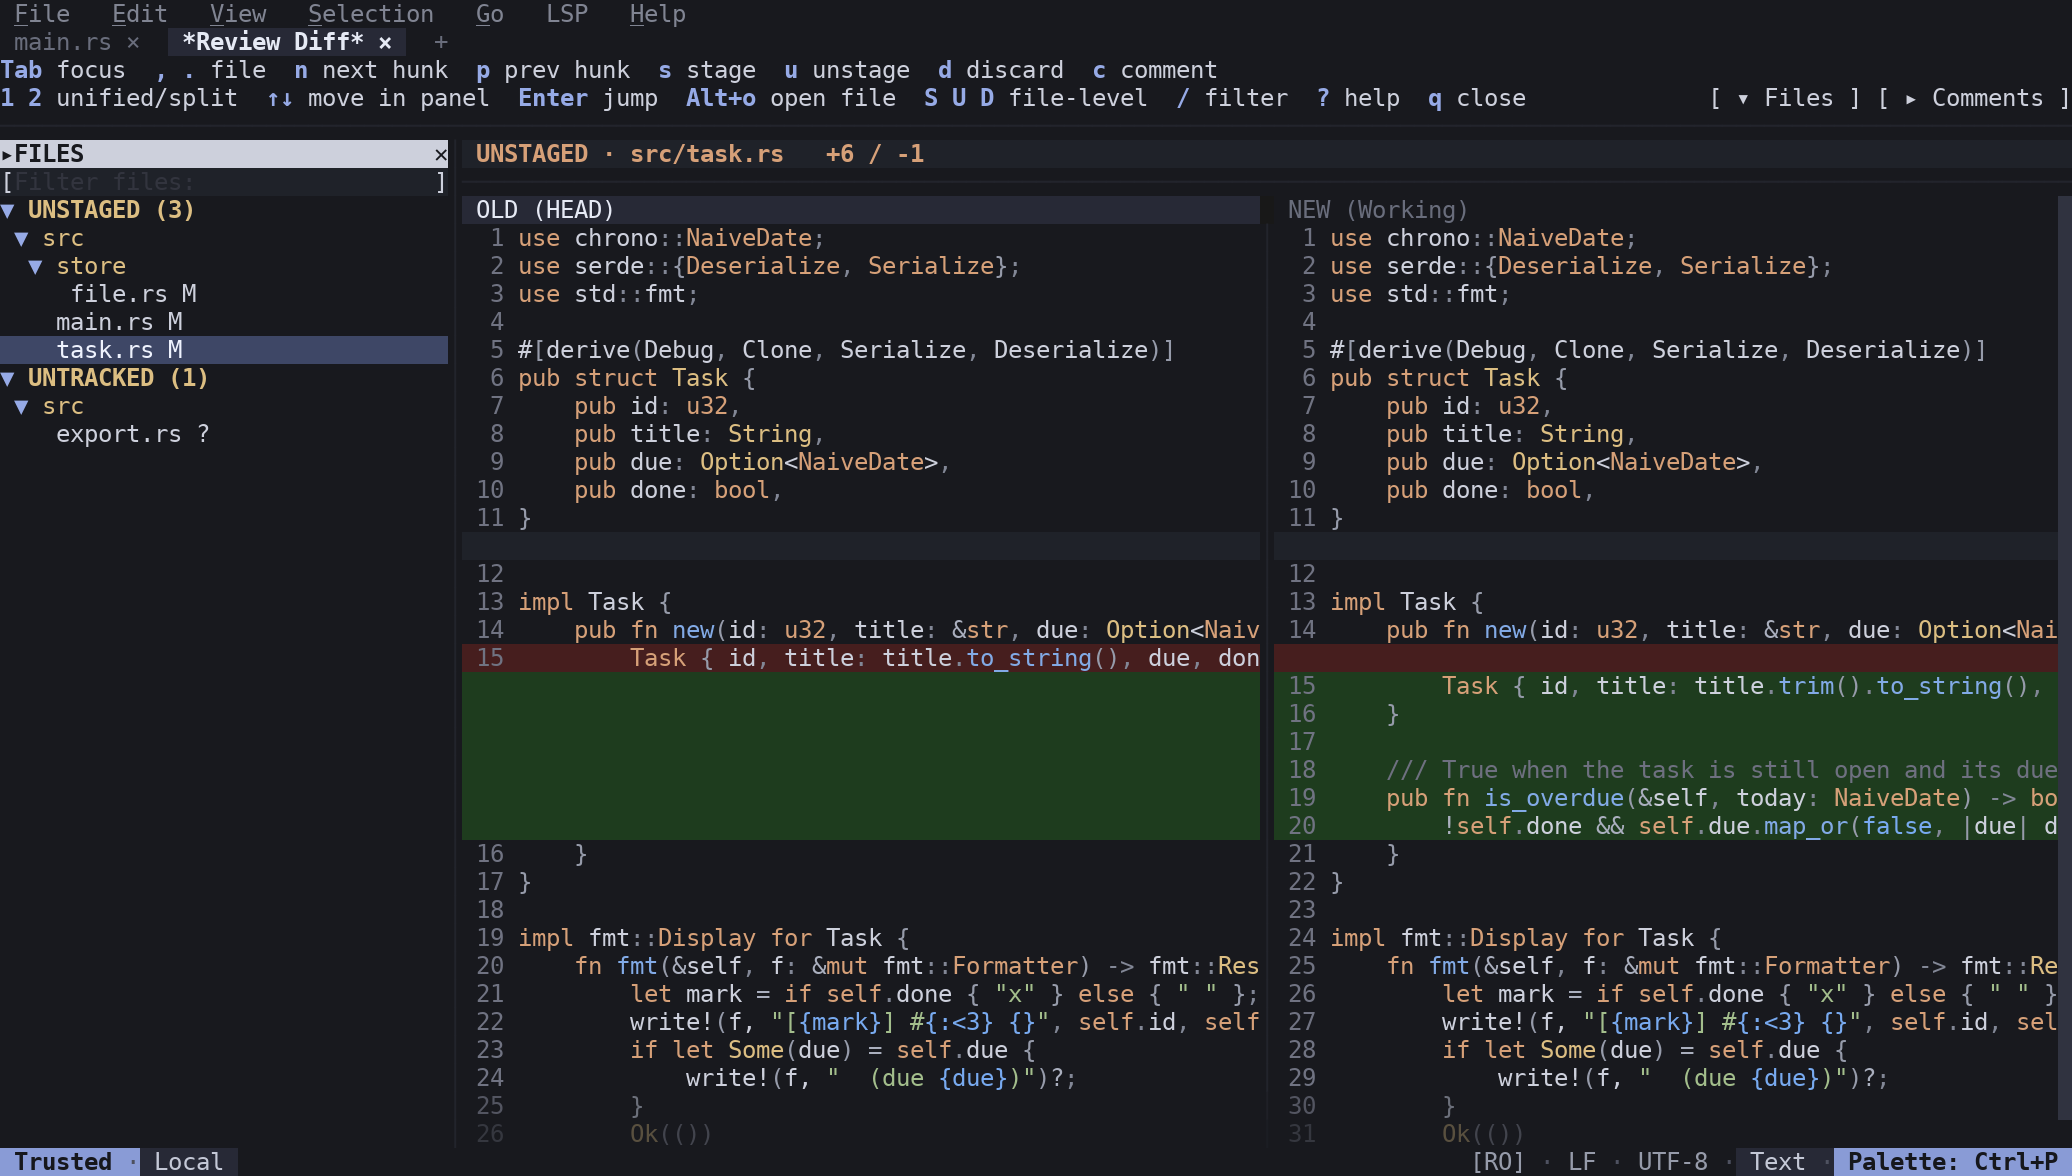 File   Edit   View   Selection   Go   LSP   Help
main.rs ×   *Review Diff* ×   +
Tab focus  , . file  n next hunk  p prev hunk  s stage  u unstage  d discard  c comment
1 2 unified/split  ↑↓ move in panel  Enter jump  Alt+o open file  S U D file-level  / filter  ? help  q close   [ ▾ Files ] [ ▸ Comments ]
▸FILES ×
[Filter files: ]
▼ UNSTAGED (3)
▼ src
▼ store
file.rs M
main.rs M
task.rs M
▼ UNTRACKED (1)
▼ src
export.rs ?
UNSTAGED · src/task.rs   +6 / -1
OLD (HEAD)
1 use chrono::NaiveDate;
2 use serde::{Deserialize, Serialize};
3 use std::fmt;
4
5 #[derive(Debug, Clone, Serialize, Deserialize)]
6 pub struct Task {
7     pub id: u32,
8     pub title: String,
9     pub due: Option<NaiveDate>,
10     pub done: bool,
11 }
12
13 impl Task {
14     pub fn new(id: u32, title: &str, due: Option<Naiv
15         Task { id, title: title.to_string(), due, don
16     }
17 }
18
19 impl fmt::Display for Task {
20     fn fmt(&self, f: &mut fmt::Formatter) -> fmt::Res
21         let mark = if self.done { "x" } else { " " };
22         write!(f, "[{mark}] #{:<3} {}", self.id, self
23         if let Some(due) = self.due {
24             write!(f, "  (due {due})")?;
25         }
26         Ok(())
NEW (Working)
1 use chrono::NaiveDate;
2 use serde::{Deserialize, Serialize};
3 use std::fmt;
4
5 #[derive(Debug, Clone, Serialize, Deserialize)]
6 pub struct Task {
7     pub id: u32,
8     pub title: String,
9     pub due: Option<NaiveDate>,
10     pub done: bool,
11 }
12
13 impl Task {
14     pub fn new(id: u32, title: &str, due: Option<Nai
15         Task { id, title: title.trim().to_string(),
16     }
17
18     /// True when the task is still open and its due
19     pub fn is_overdue(&self, today: NaiveDate) -> bo
20         !self.done && self.due.map_or(false, |due| d
21     }
22 }
23
24 impl fmt::Display for Task {
25     fn fmt(&self, f: &mut fmt::Formatter) -> fmt::Re
26         let mark = if self.done { "x" } else { " " }
27         write!(f, "[{mark}] #{:<3} {}", self.id, sel
28         if let Some(due) = self.due {
29             write!(f, "  (due {due})")?;
30         }
31         Ok(())
Trusted · Local   [RO] · LF · UTF-8 · Text · Palette: Ctrl+P